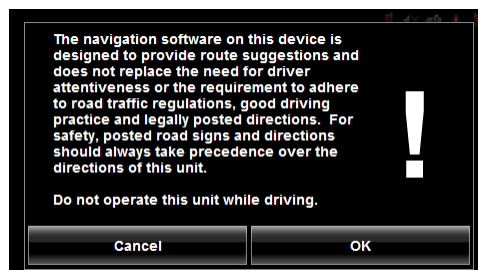 The navigation software on this device is
designed to provide route suggestions and
does not replace the need for driver
attentiveness or the requirement to adhere
to road traffic regulations, good driving
practice and legally posted directions.  For
safety, posted road signs and directions
should always take precedence over the
directions of this unit.
!
Do not operate this unit while driving.
Cancel
OK